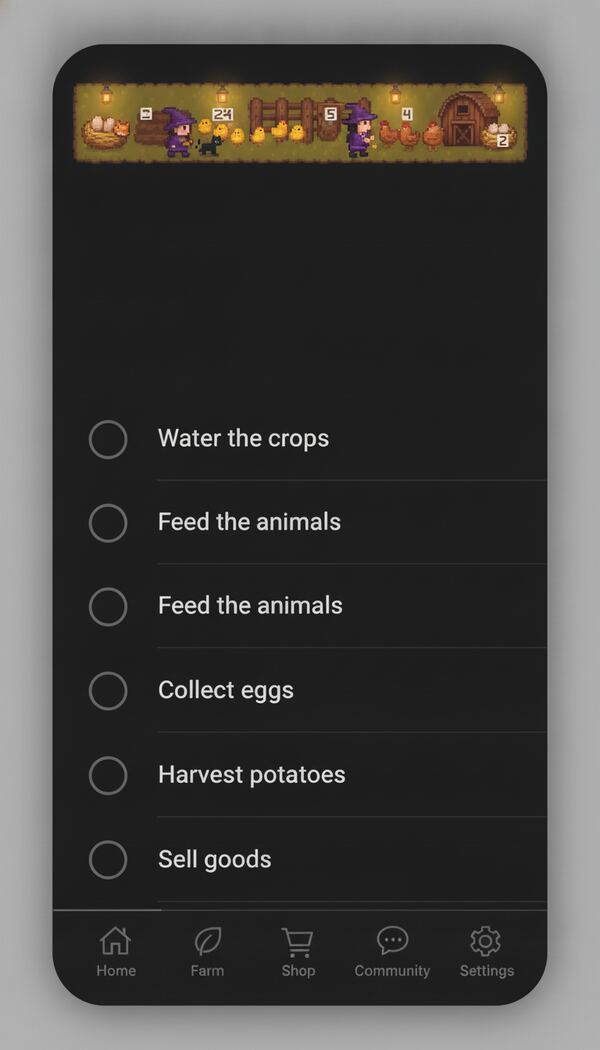 24
5
4
2
Water the crops
Feed the animals
Feed the animals
Collect eggs
Harvest potatoes
Sell goods
Home
Farm
Shop
Community
Settings